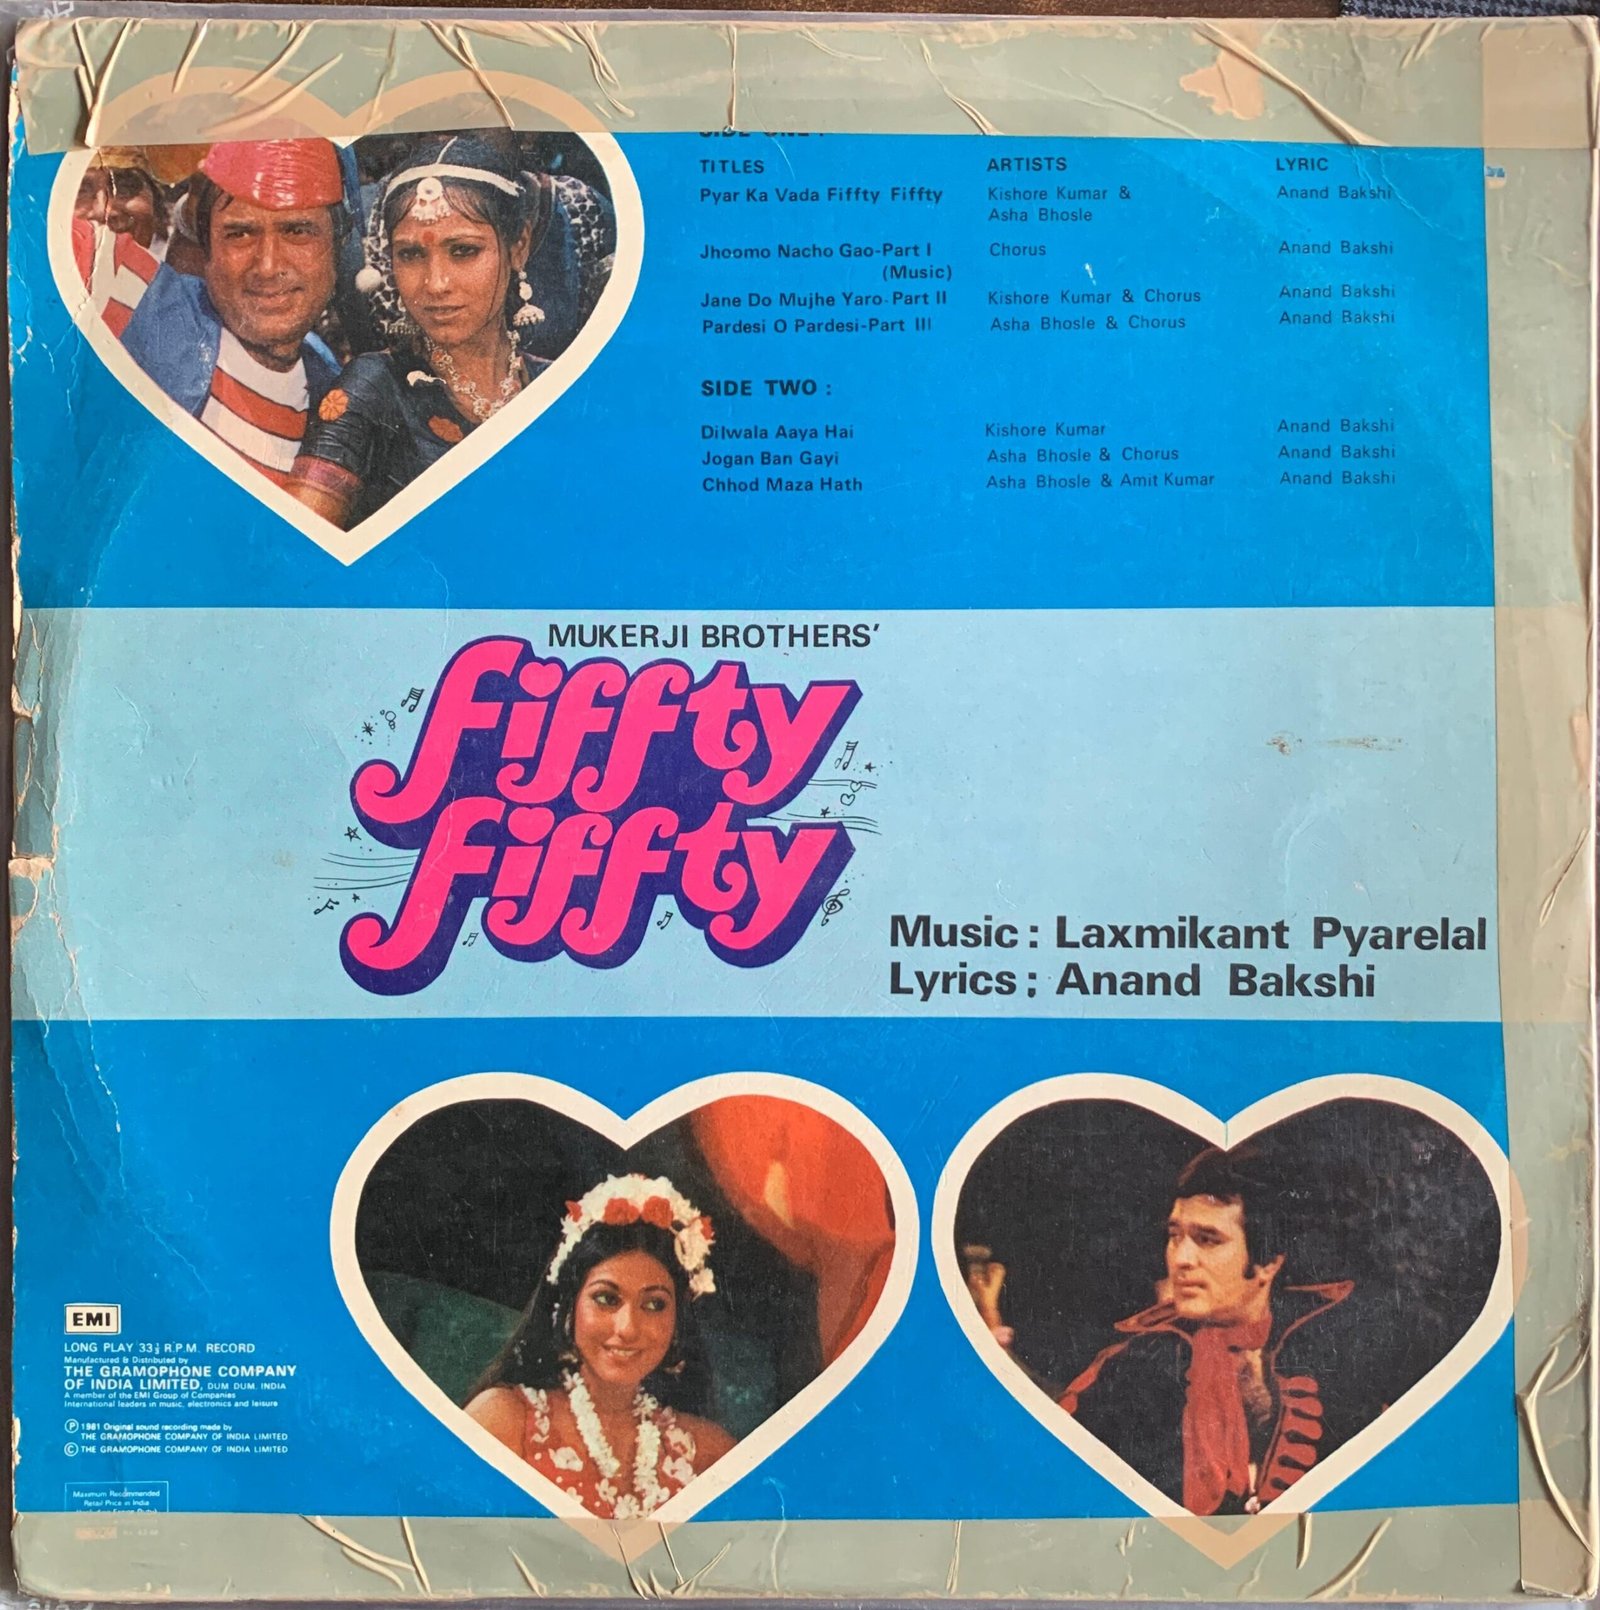 SIDE ONE :
TITLES ARTISTS LYRIC
Pyar Ka Vada Fiffty Fiffty Kishore Kumar & Anand Bakshi
Asha Bhosle
Jhoomo Nacho Gao-Part I Chorus Anand Bakshi
(Music)
Jane Do Mujhe Yaro-Part II Kishore Kumar & Chorus Anand Bakshi
Pardesi O Pardesi-Part III Asha Bhosle & Chorus Anand Bakshi
SIDE TWO :
Dilwala Aaya Hai Kishore Kumar Anand Bakshi
Jogan Ban Gayi Asha Bhosle & Chorus Anand Bakshi
Chhod Maza Hath Asha Bhosle & Amit Kumar Anand Bakshi
MUKERJI BROTHERS'
fiffty
fiffty
Music : Laxmikant Pyarelal
Lyrics : Anand Bakshi
EMI
LONG PLAY 33⅓ R.P.M. RECORD
Manufactured & Distributed by
THE GRAMOPHONE COMPANY
OF INDIA LIMITED, DUM DUM. INDIA
A member of the EMI Group of Companies
International leaders in music, electronics and leisure
Ⓟ 1981 Original sound recording made by
THE GRAMOPHONE COMPANY OF INDIA LIMITED
© THE GRAMOPHONE COMPANY OF INDIA LIMITED
Maximum Recommended
Retail Price in India